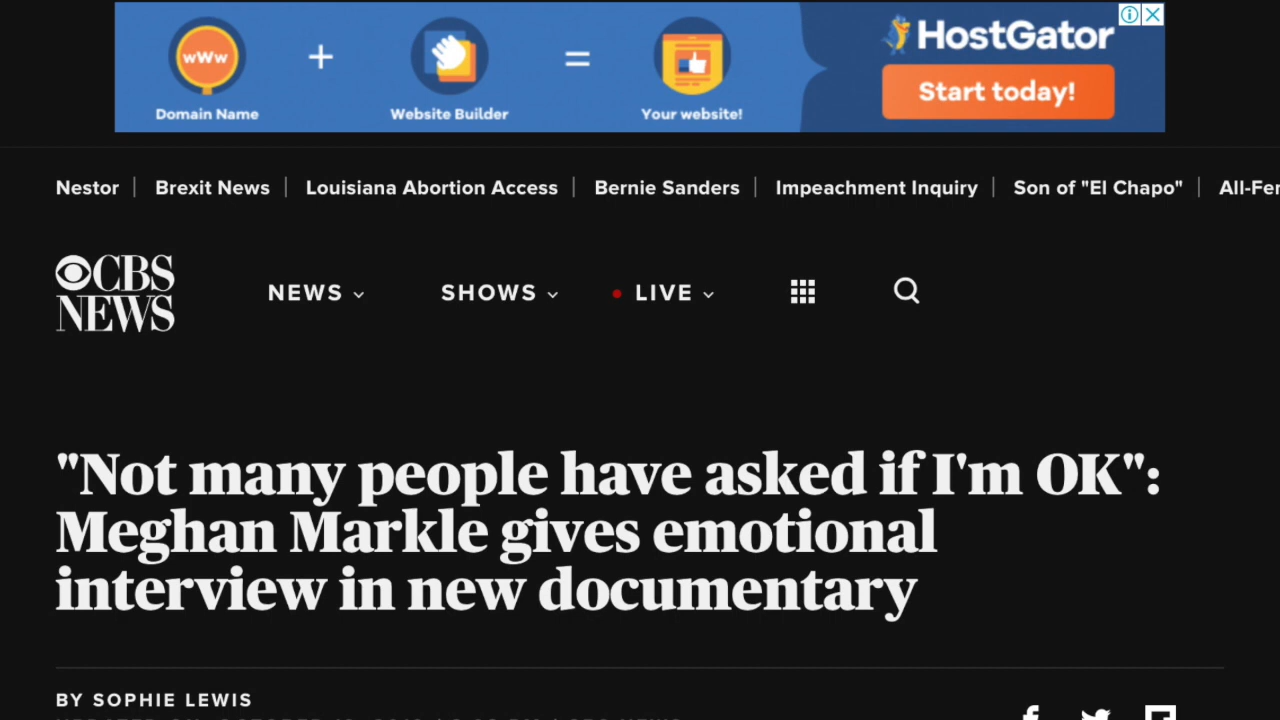 wWw
+
=
HostGator
Start today!
Domain Name
Website Builder
Your website!
Nestor | Brexit News | Louisiana Abortion Access | Bernie Sanders | Impeachment Inquiry | Son of "El Chapo" | All-Fe
CBS
NEWS
NEWS
SHOWS
LIVE
"Not many people have asked if I'm OK":
Meghan Markle gives emotional
interview in new documentary
BY SOPHIE LEWIS